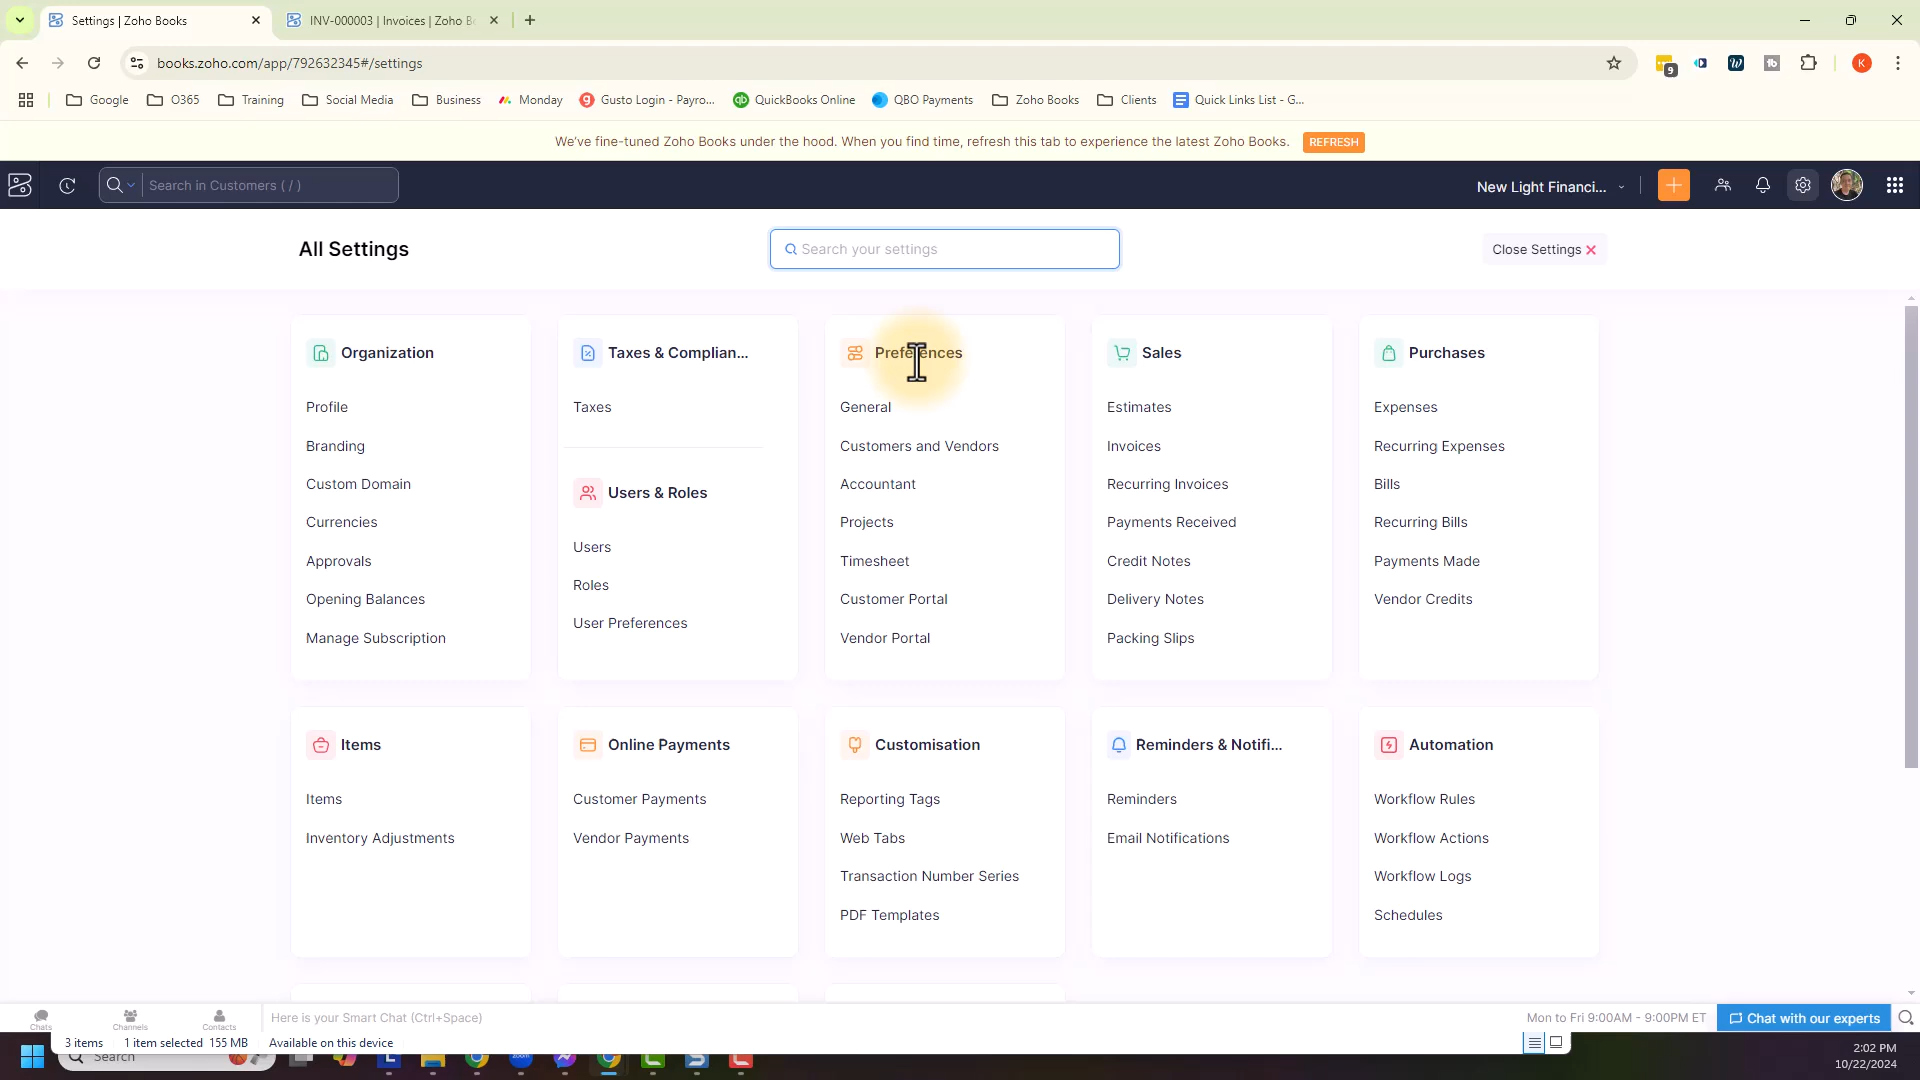 Settings | Zoho Books
INV-000003 | Invoices | Zoho B
books.zoho.com/app/792632345#/settings
9
K
Google
O365
Training
Social Media
Business
Monday
Gusto Login - Payro...
QuickBooks Online
QBO Payments
Zoho Books
Clients
Quick Links List - G...
We've fine-tuned Zoho Books under the hood. When you find time, refresh this tab to experience the latest Zoho Books.
REFRESH
Search in Customers ( / )
New Light Financi...
All Settings
Search your settings
Close Settings
Organization
Profile
Branding
Custom Domain
Currencies
Approvals
Opening Balances
Manage Subscription
Taxes & Complian...
Taxes
Users & Roles
Users
Roles
User Preferences
Preferences
General
Customers and Vendors
Accountant
Projects
Timesheet
Customer Portal
Vendor Portal
Sales
Estimates
Invoices
Recurring Invoices
Payments Received
Credit Notes
Delivery Notes
Packing Slips
Purchases
Expenses
Recurring Expenses
Bills
Recurring Bills
Payments Made
Vendor Credits
Items
Items
Inventory Adjustments
Online Payments
Customer Payments
Vendor Payments
Customisation
Reporting Tags
Web Tabs
Transaction Number Series
PDF Templates
Reminders & Notifi...
Reminders
Email Notifications
Automation
Workflow Rules
Workflow Actions
Workflow Logs
Schedules
Chats
Channels
Contacts
Here is your Smart Chat (Ctrl+Space)
Mon to Fri 9:00AM - 9:00PM ET
Chat with our experts
3 items
1 item selected 155 MB
Available on this device
Search
2:02 PM
10/22/2024